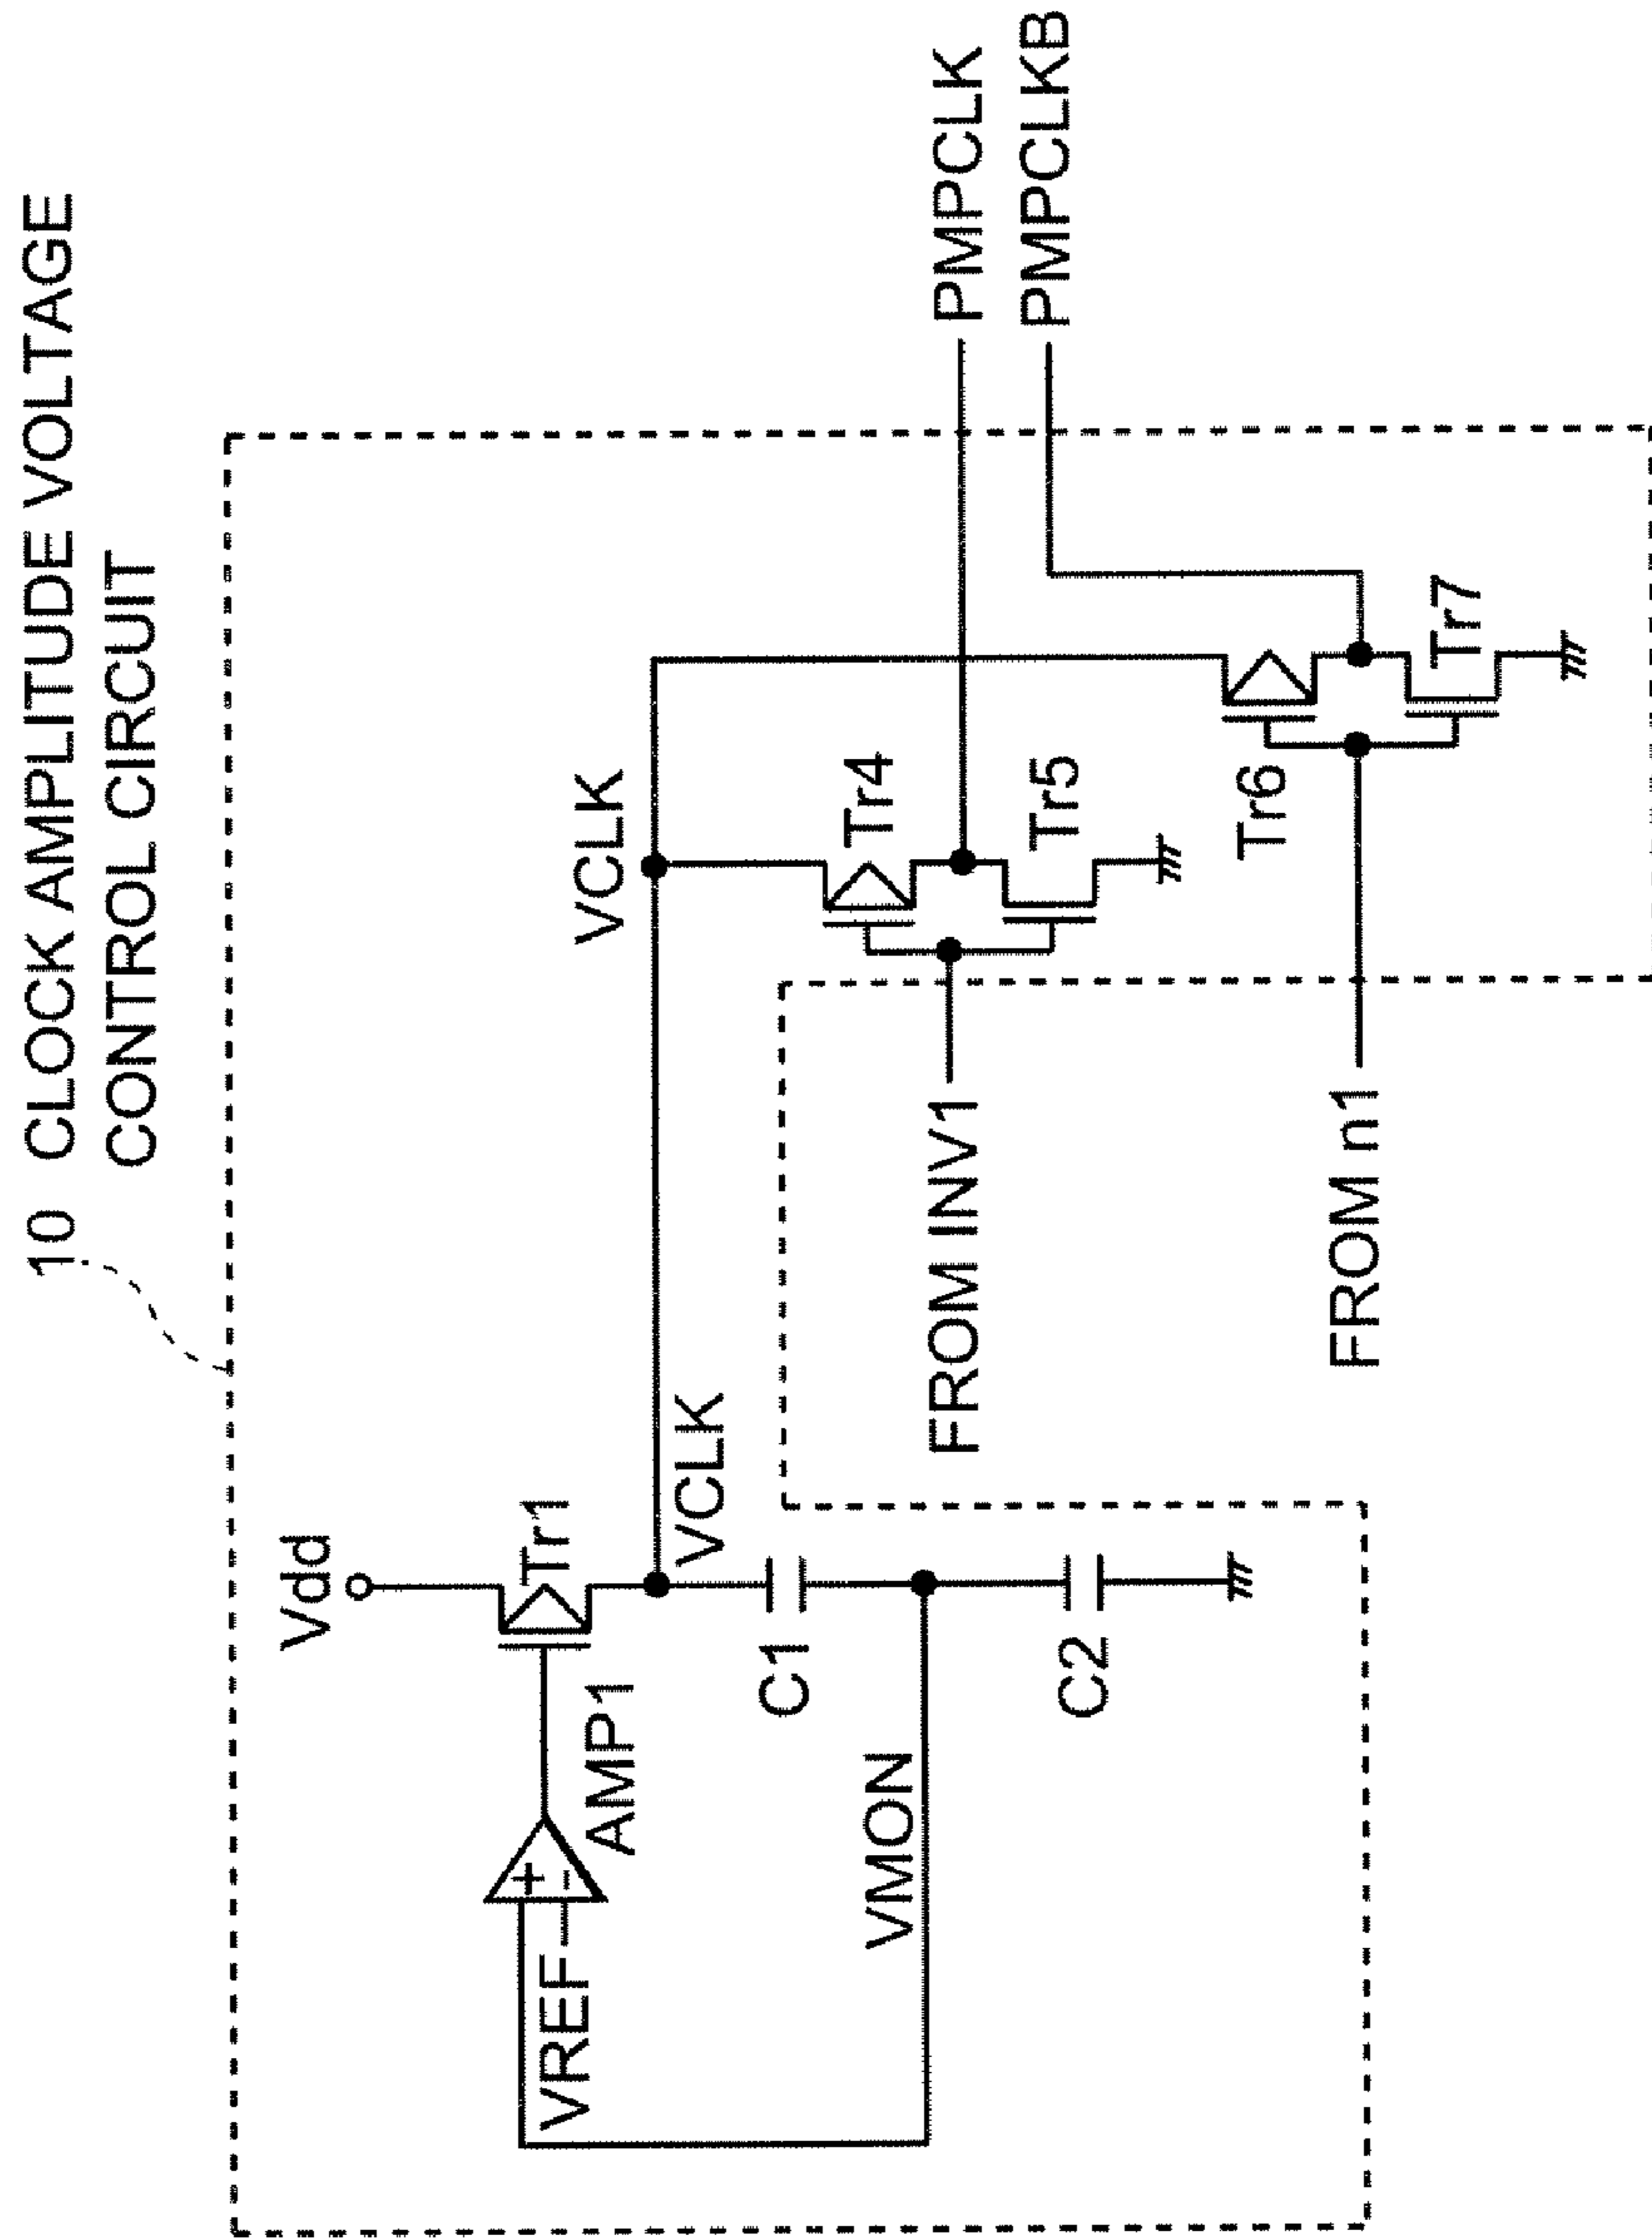 10 CLOCK AMPLITUDE VOLTAGE
CONTROL CIRCUIT
Vdd
Tr1
AMP1
+
-
VREF
VCLK
VCLK
C1
VMON
C2
Tr4
Tr5
FROM INV1
PMPCLK
PMPCLKB
Tr6
Tr7
FROM n1